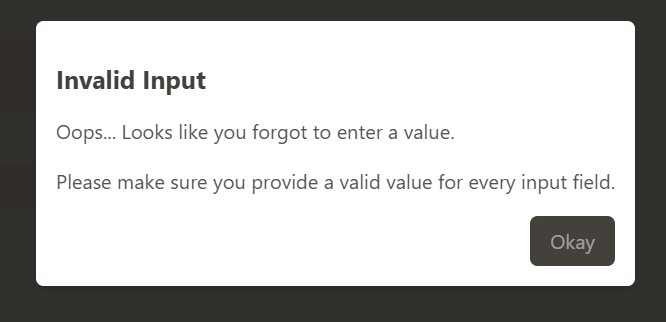 Invalid Input
Oops... Looks like you forgot to enter a value.
Please make sure you provide a valid value for every input field.
Okay